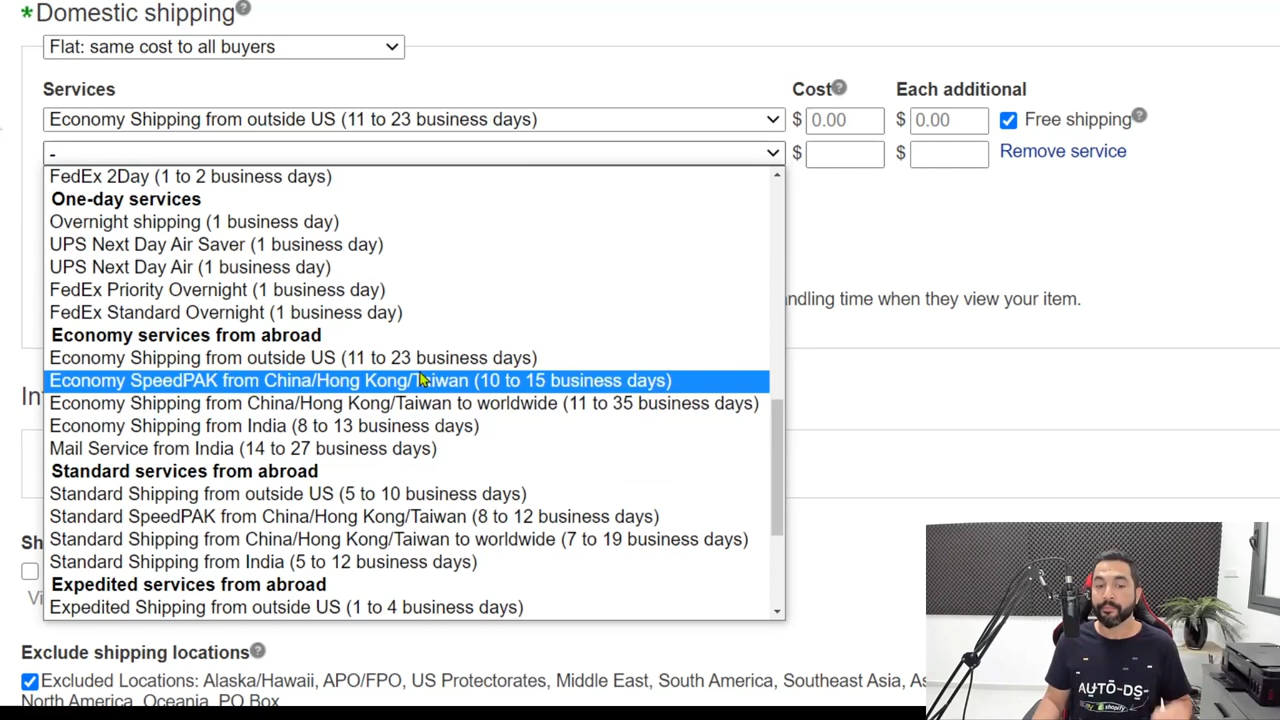 *Domestic shipping
Flat: same cost to all buyers
Services
Cost
Each additional
Economy Shipping from outside US (11 to 23 business days)
$ 0.00
$ 0.00
Free shipping
-
$
$
Remove service
FedEx 2Day (1 to 2 business days)
One-day services
Overnight shipping (1 business day)
UPS Next Day Air Saver (1 business day)
UPS Next Day Air (1 business day)
FedEx Priority Overnight (1 business day)
ndling time when they view your item.
FedEx Standard Overnight (1 business day)
Economy services from abroad
Economy Shipping from outside US (11 to 23 business days)
Economy SpeedPAK from China/Hong Kong/Taiwan (10 to 15 business days)
In
Economy Shipping from China/Hong Kong/Taiwan to worldwide (11 to 35 business days)
Economy Shipping from India (8 to 13 business days)
Mail Service from India (14 to 27 business days)
Standard services from abroad
Standard Shipping from outside US (5 to 10 business days)
Standard SpeedPAK from China/Hong Kong/Taiwan (8 to 12 business days)
Sh
Standard Shipping from China/Hong Kong/Taiwan to worldwide (7 to 19 business days)
Standard Shipping from India (5 to 12 business days)
Expedited services from abroad
Vi
Expedited Shipping from outside US (1 to 4 business days)
Exclude shipping locations
Excluded Locations: Alaska/Hawaii, APO/FPO, US Protectorates, Middle East, South America, Southeast Asia, As
North America, Oceania, PO Box
AUTO-DS
shopify